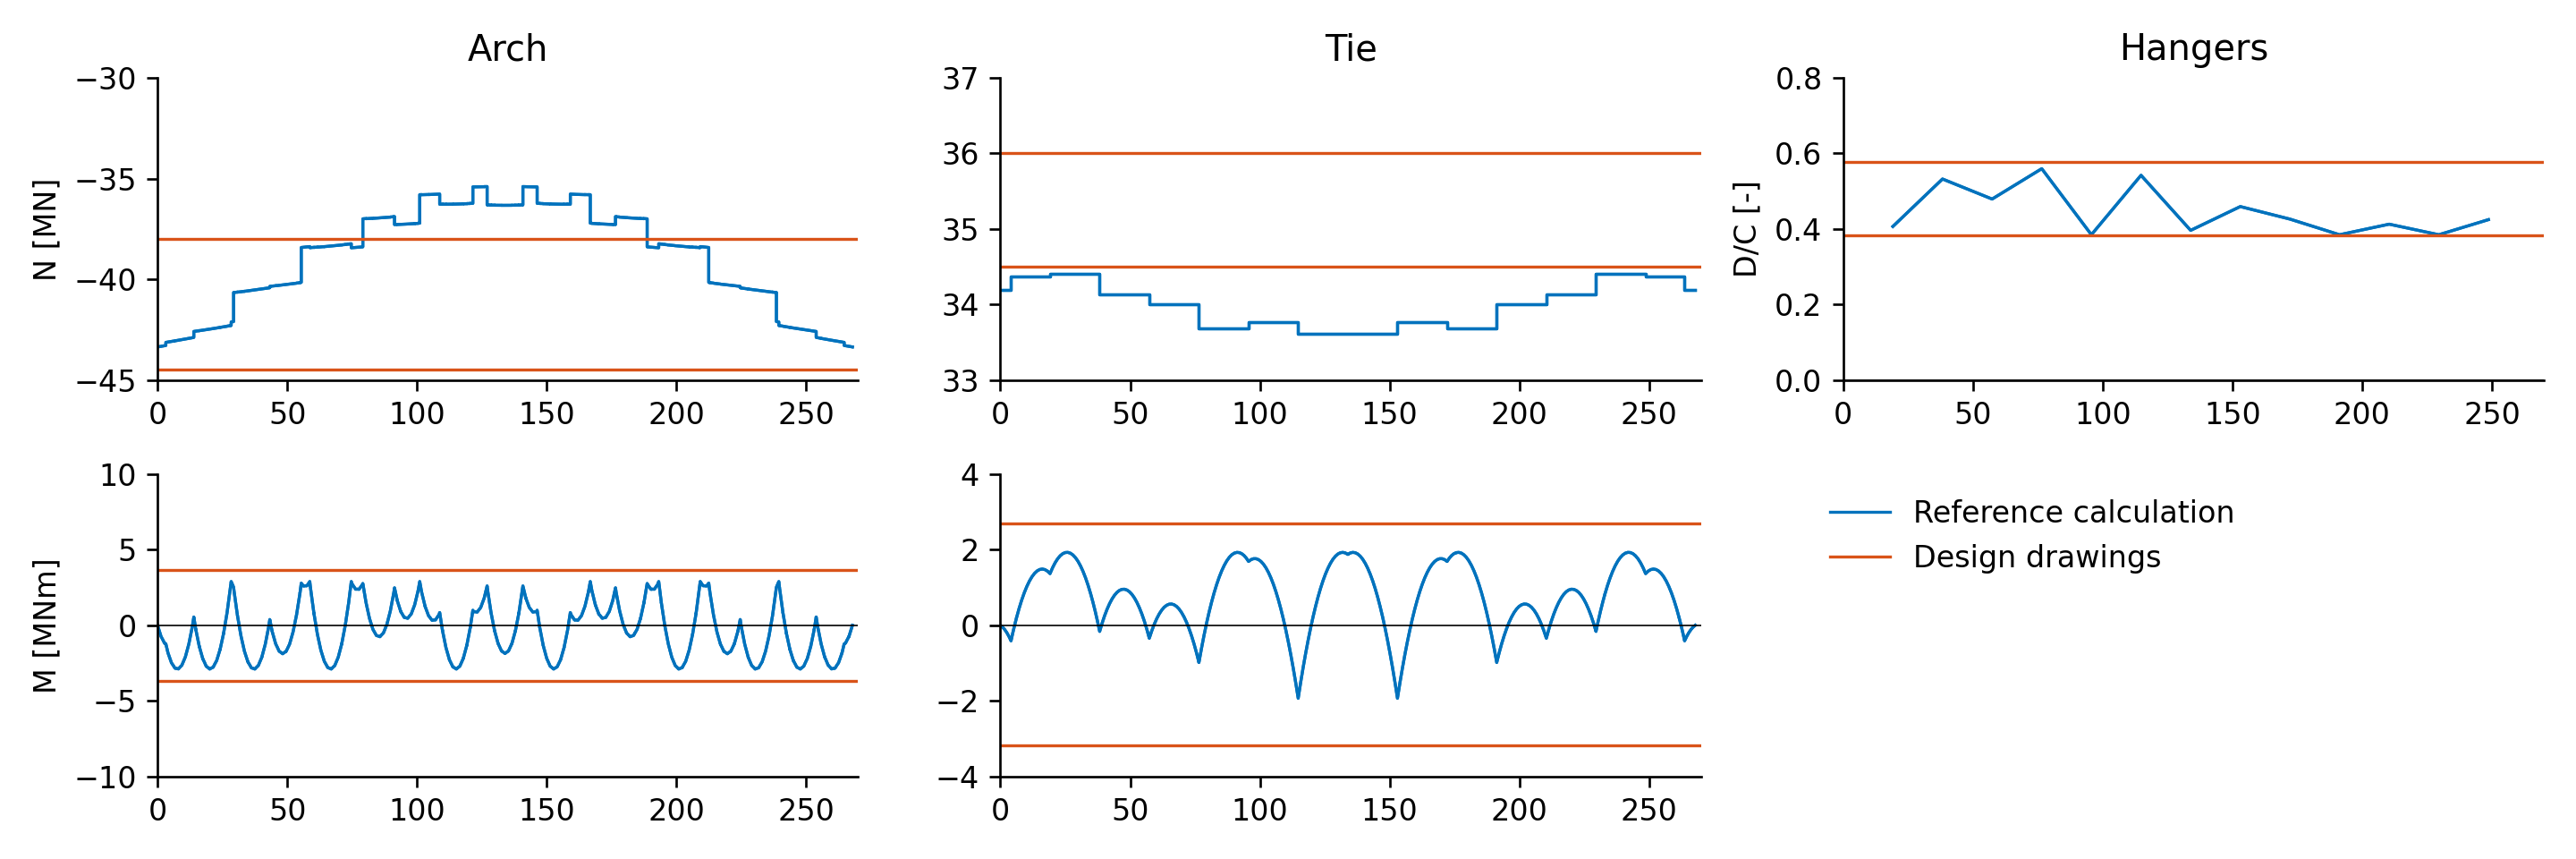 Arch
Tie
Hangers
N [MN]
−30
−35
−40
−45
0 50 100 150 200 250
37
36
35
34
33
0 50 100 150 200 250
D/C [-]
0.8
0.6
0.4
0.2
0.0
0 50 100 150 200 250
M [MNm]
10
5
0
−5
−10
0 50 100 150 200 250
4
2
0
−2
−4
0 50 100 150 200 250
Reference calculation
Design drawings